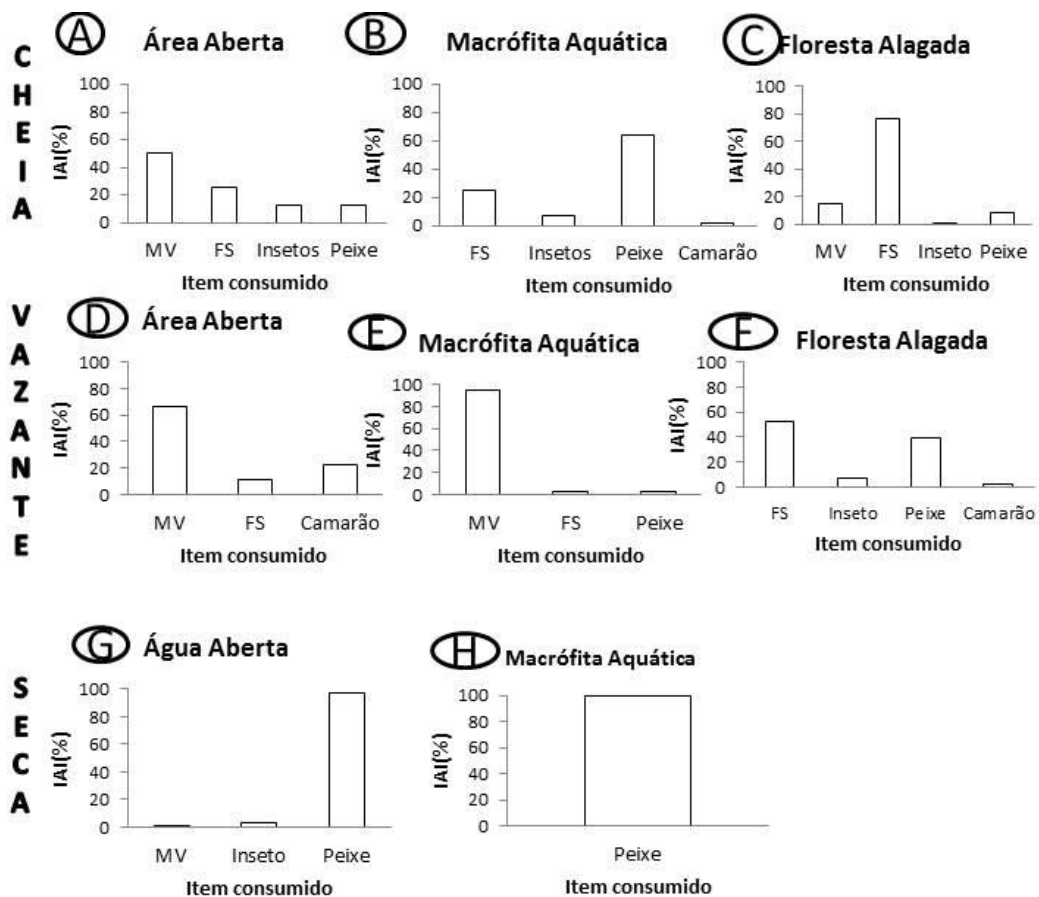 CHEIA
A Área Aberta
IAI(%)
100
80
60
40
20
0
MV FS Insetos Peixe
Item consumido
B Macrófita Aquática
IAI(%)
100
80
60
40
20
0
FS Insetos Peixe Camarão
Item consumido
C Floresta Alagada
IAI(%)
100
80
60
40
20
0
MV FS Inseto Peixe
Item consumido
VAZANTE
D Área Aberta
IAI(%)
100
80
60
40
20
0
MV FS Camarão
Item consumido
E Macrófita Aquática
IAI(%)
100
80
60
40
20
0
MV FS Peixe
Item consumido
F Floresta Alagada
IAI(%)
100
80
60
40
20
0
FS Inseto Peixe Camarão
Item consumido
SECA
G Água Aberta
IAI(%)
100
80
60
40
20
0
MV Inseto Peixe
Item consumido
H Macrófita Aquática
IAI(%)
100
80
60
40
20
0
Peixe
Item consumido